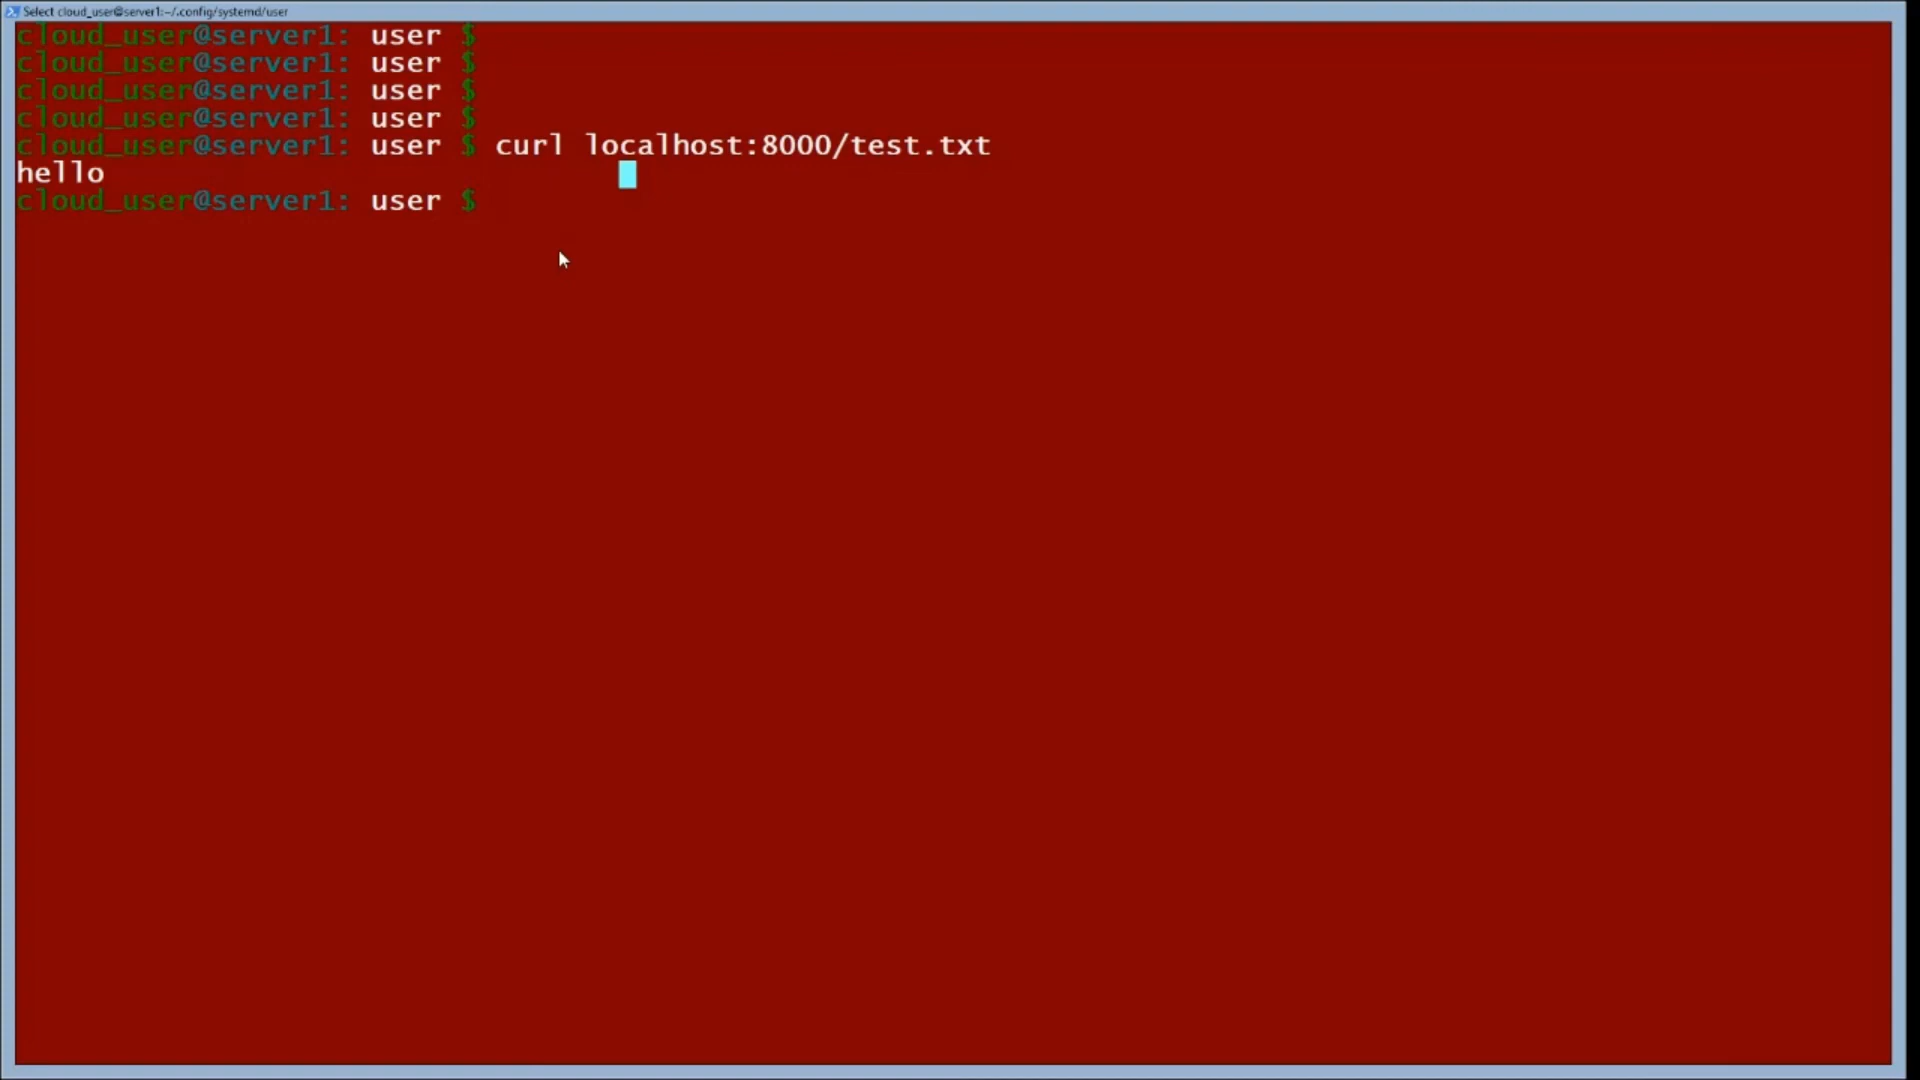 Select cloud_user@server1:~/.config/systemd/user
cloud_user@server1: user $
cloud_user@server1: user $
cloud_user@server1: user $
cloud_user@server1: user $
cloud_user@server1: user $ curl localhost:8000/test.txt
hello
cloud_user@server1: user $